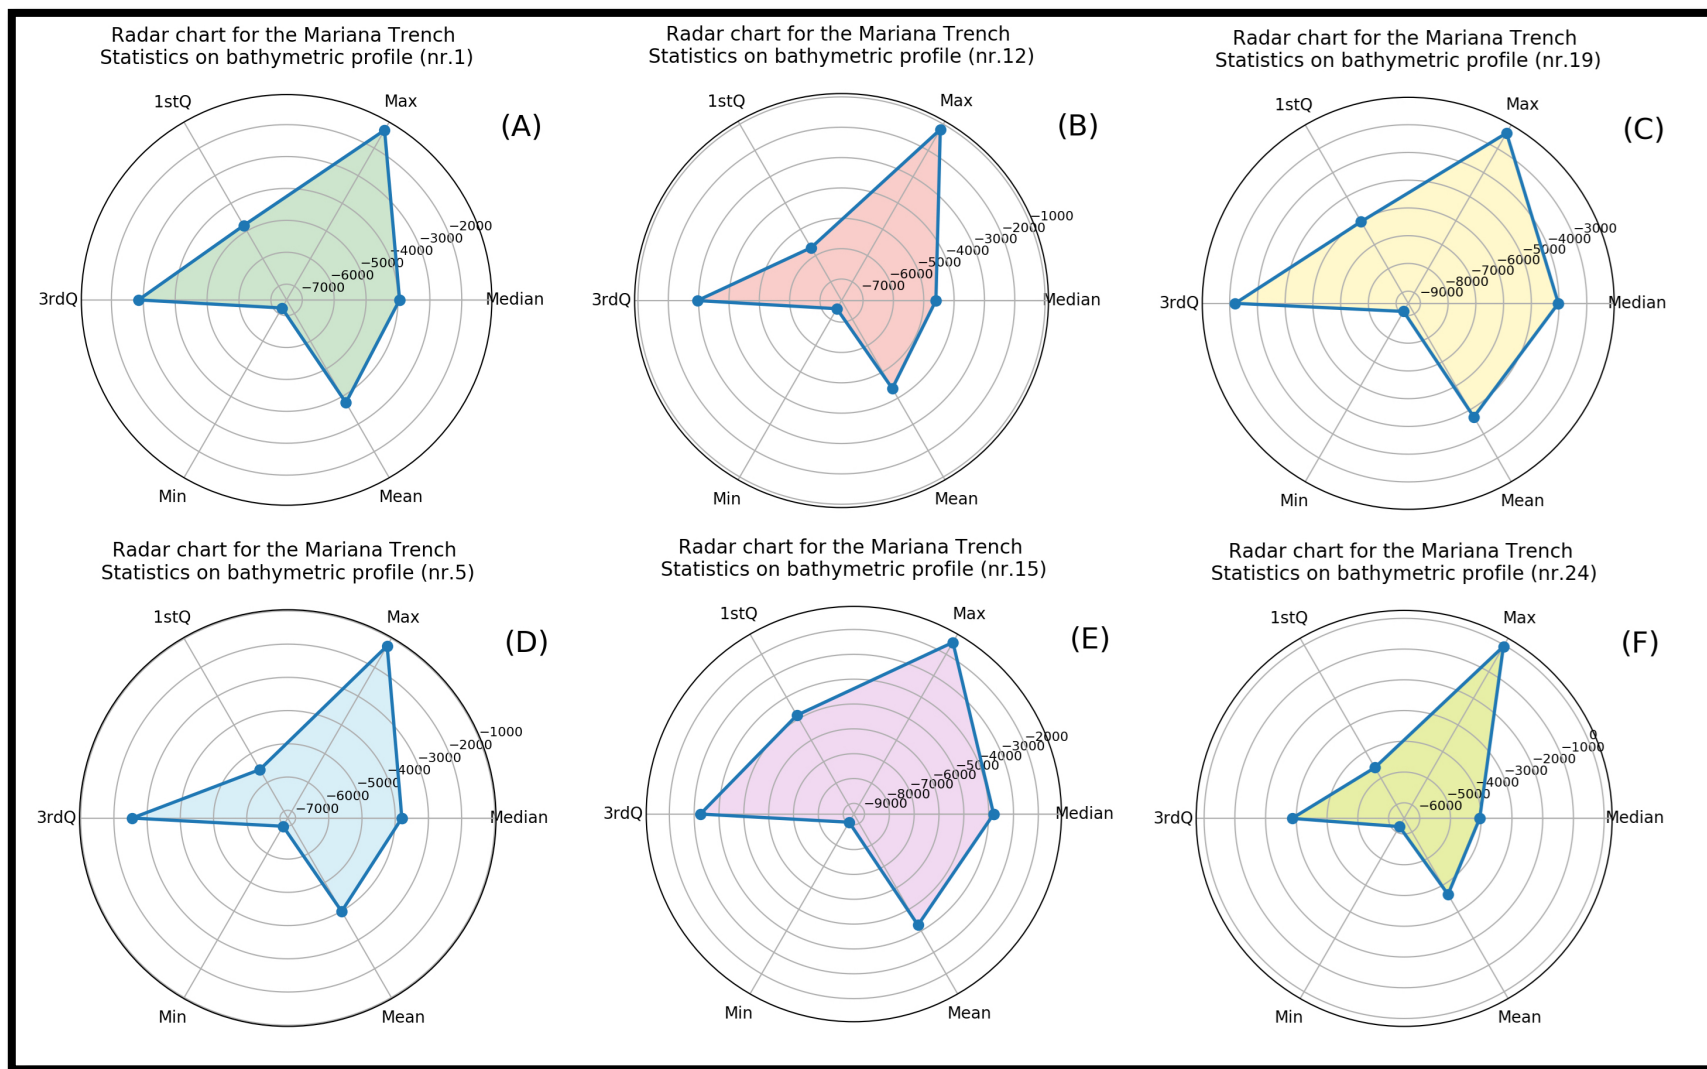 Radar chart for the Mariana Trench
Statistics on bathymetric profile (nr.1)
1stQ
Max
(A)
−2000
−3000
−4000
−5000
−6000
−7000
3rdQ
Median
Min
Mean
Radar chart for the Mariana Trench
Statistics on bathymetric profile (nr.12)
1stQ
Max
(B)
−1000
−2000
−3000
−4000
−5000
−6000
−7000
3rdQ
Median
Min
Mean
Radar chart for the Mariana Trench
Statistics on bathymetric profile (nr.19)
1stQ
Max
(C)
−3000
−4000
−5000
−6000
−7000
−8000
−9000
3rdQ
Median
Min
Mean
Radar chart for the Mariana Trench
Statistics on bathymetric profile (nr.5)
1stQ
Max
(D)
−1000
−2000
−3000
−4000
−5000
−6000
−7000
3rdQ
Median
Min
Mean
Radar chart for the Mariana Trench
Statistics on bathymetric profile (nr.15)
1stQ
Max
(E)
−2000
−3000
−4000
−5000
−6000
−7000
−8000
−9000
3rdQ
Median
Min
Mean
Radar chart for the Mariana Trench
Statistics on bathymetric profile (nr.24)
1stQ
Max
(F)
0
−1000
−2000
−3000
−4000
−5000
−6000
3rdQ
Median
Min
Mean